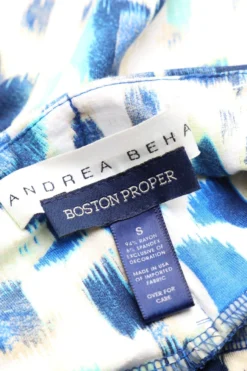 ANDREA BEHA
BOSTON PROPER
S
94% RAYON
6% SPANDEX
EXCLUSIVE OF
DECORATION
MADE IN USA
OF IMPORTED
FABRIC
OVER FOR
CARE